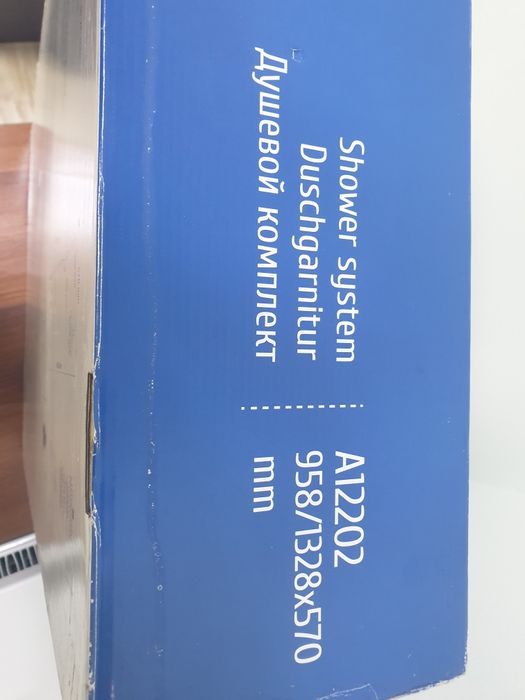 Shower system
Duschgarnitur
Душевой комплект
A12202
958/1328x570
mm